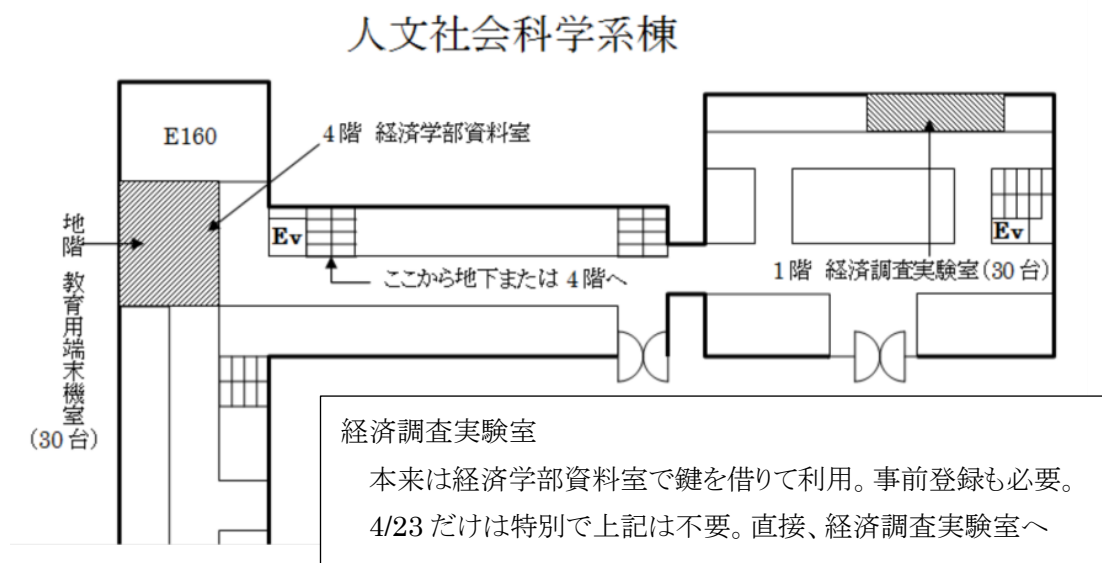 人文社会科学系棟
E160
4階 経済学部資料室
地階 教育用端末機室(30台)
Ev
ここから地下または 4階へ
Ev
1階 経済調査実験室(30台)
経済調査実験室
本来は経済学部資料室で鍵を借りて利用。事前登録も必要。
4/23 だけは特別で上記は不要。直接、経済調査実験室へ